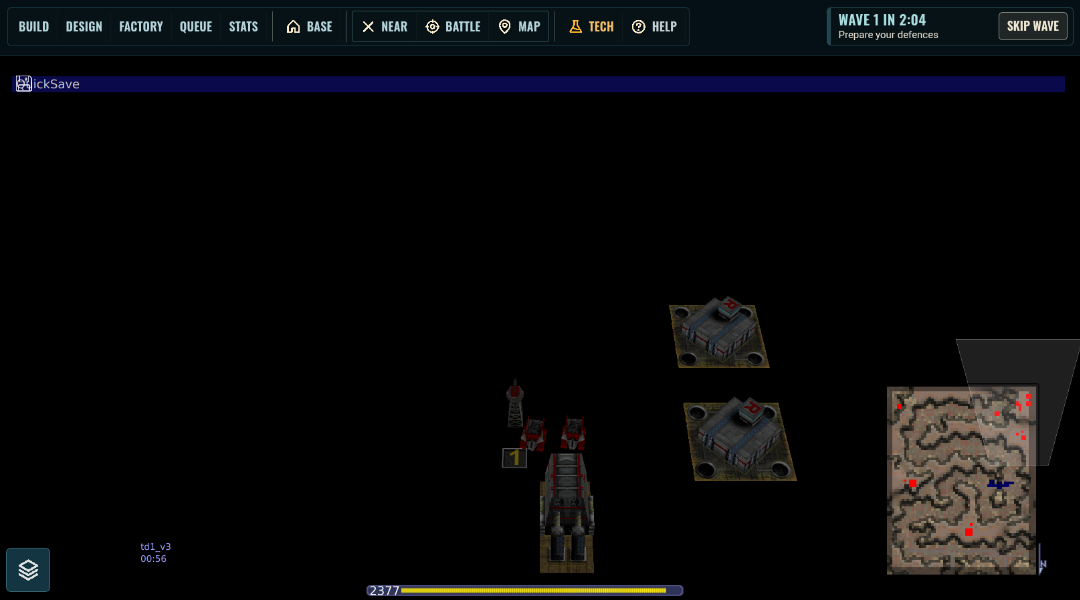 BUILD DESIGN FACTORY QUEUE STATS BASE NEAR BATTLE MAP TECH HELP
WAVE 1 IN 2:04
Prepare your defences
SKIP WAVE
ickSave
R
R
1
td1_v3
00:56
N
2377